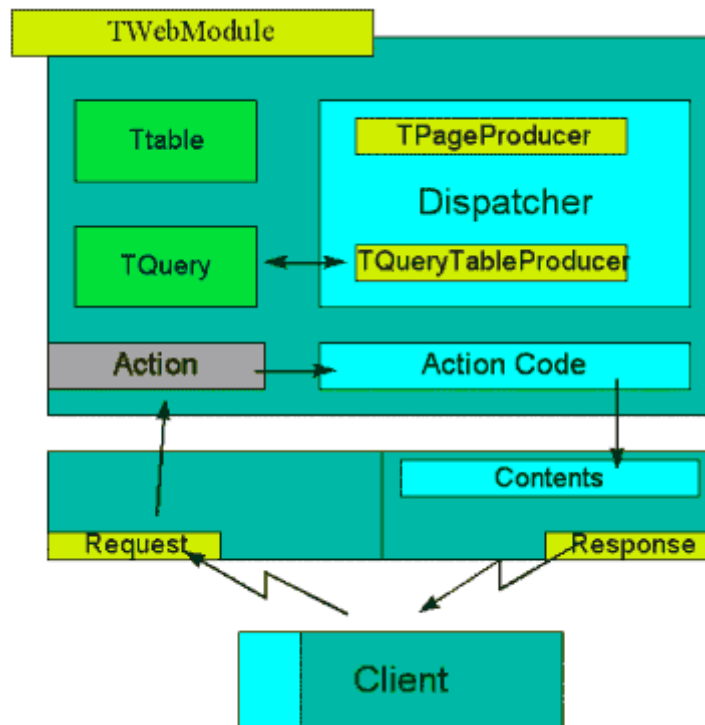 TWebModule
Ttable
TPageProducer
Dispatcher
TQuery
TQueryTableProducer
Action
Action Code
Contents
Request
Response
Client